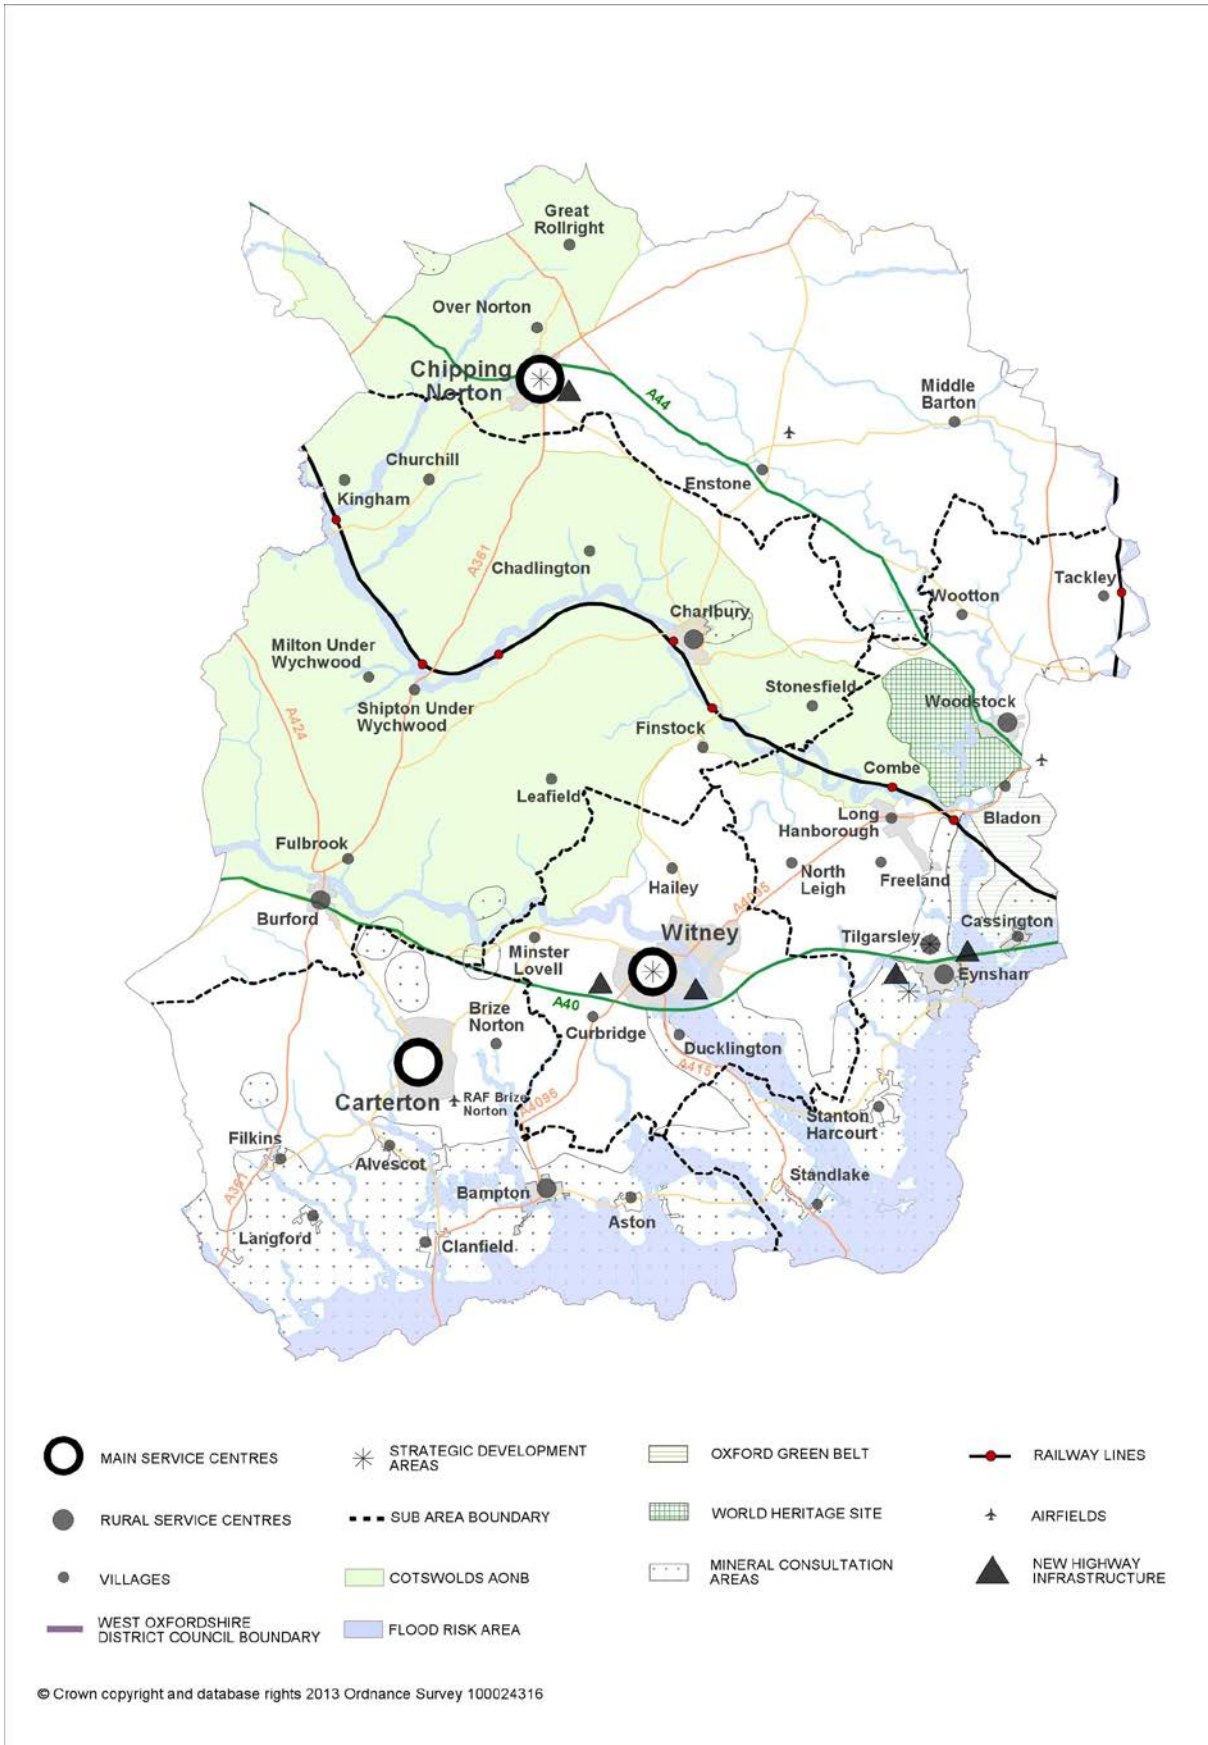 Great
Rollright
Over Norton
Chipping
Norton
A44
Middle
Barton
Churchill
Kingham
Enstone
A361
Chadlington
Tackley
Wootton
Charlbury
Milton Under
Wychwood
Shipton Under
Wychwood
A424
Stonesfield
Woodstock
Finstock
Combe
Leafield
Long
Hanborough
Bladon
Fulbrook
Hailey
North
Leigh
Freeland
A4095
Burford
Witney
Cassington
Tilgarsley
Minster
Lovell
Eynsham
A40
Brize
Norton
Curbridge
Ducklington
A415
Carterton
RAF Brize
Norton
A4095
Stanton
Harcourt
Filkins
Alvescot
A361
Bampton
Standlake
Aston
Langford
Clanfield
MAIN SERVICE CENTRES
STRATEGIC DEVELOPMENT
AREAS
OXFORD GREEN BELT
RAILWAY LINES
RURAL SERVICE CENTRES
SUB AREA BOUNDARY
WORLD HERITAGE SITE
AIRFIELDS
VILLAGES
COTSWOLDS AONB
MINERAL CONSULTATION
AREAS
NEW HIGHWAY
INFRASTRUCTURE
WEST OXFORDSHIRE
DISTRICT COUNCIL BOUNDARY
FLOOD RISK AREA
© Crown copyright and database rights 2013 Ordnance Survey 100024316